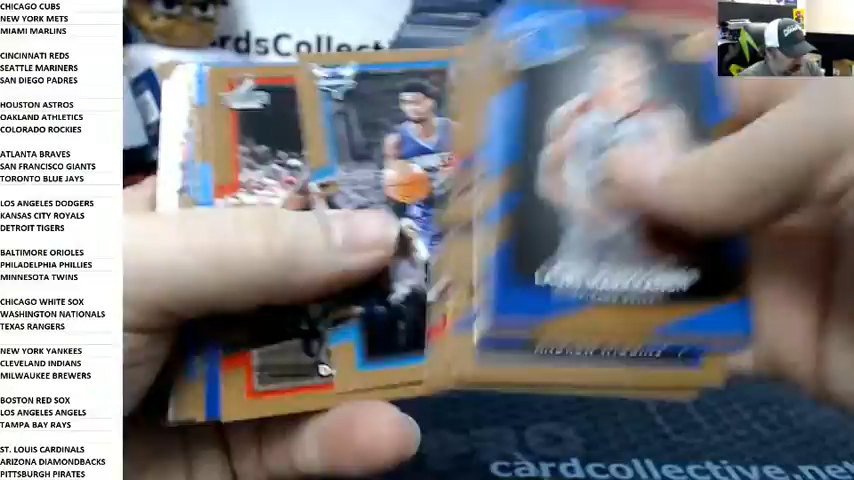 CHICAGO CUBS
NEW YORK METS
MIAMI MARLINS
CINCINNATI REDS
SEATTLE MARINERS
SAN DIEGO PADRES
HOUSTON ASTROS
OAKLAND ATHLETICS
COLORADO ROCKIES
ATLANTA BRAVES
SAN FRANCISCO GIANTS
TORONTO BLUE JAYS
LOS ANGELES DODGERS
KANSAS CITY ROYALS
DETROIT TIGERS
BALTIMORE ORIOLES
PHILADELPHIA PHILLIES
MINNESOTA TWINS
CHICAGO WHITE SOX
WASHINGTON NATIONALS
TEXAS RANGERS
NEW YORK YANKEES
CLEVELAND INDIANS
MILWAUKEE BREWERS
BOSTON RED SOX
LOS ANGELES ANGELS
TAMPA BAY RAYS
ST. LOUIS CARDINALS
ARIZONA DIAMONDBACKS
PITTSBURGH PIRATES
rdsCollect
cardcollective.net